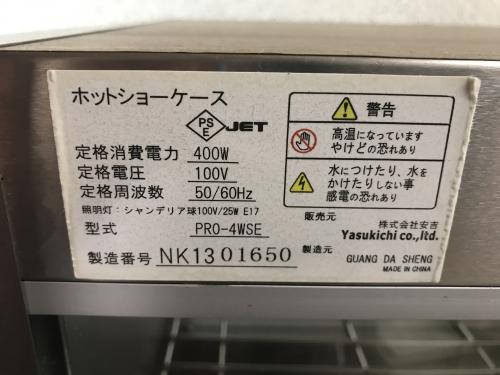 ホットショーケース
PS
E
JET
定格消費電力 400W
定格電圧 100V
定格周波数 50/60Hz
照明灯：シャンデリア球100V/25W E17
型式 PRO-4WSE
製造番号 NK1301650
警告
高温になっています
やけどの恐れあり
水につけたり、水を
かけたりしない事
感電の恐れあり
販売元
株式会社安吉
Yasukichi co.,ltd.
製造元
GUANG DA SHENG
MADE IN CHINA